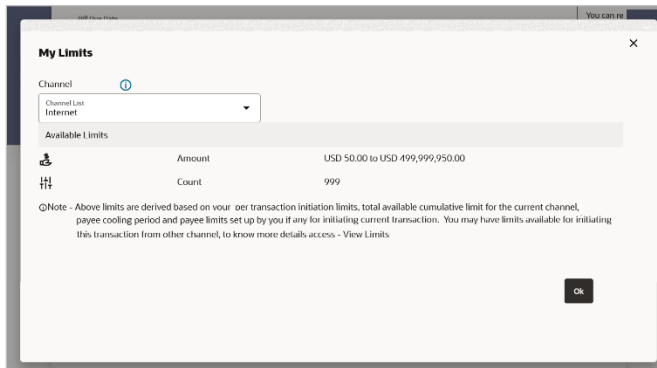 Bill Due Date
You can re
My Limits
Channel
Channel List
Internet
Available Limits
Amount USD 50.00 to USD 499,999,950.00
Count 999
Note - Above limits are derived based on your per transaction initiation limits, total available cumulative limit for the current channel,
payee cooling period and payee limits set up by you if any for initiating current transaction. You may have limits available for initiating
this transaction from other channel, to know more details access - View Limits
Ok